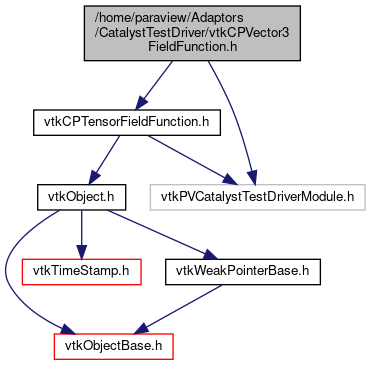 /home/paraview/Adaptors
/CatalystTestDriver/vtkCPVector3
FieldFunction.h
vtkCPTensorFieldFunction.h
vtkObject.h
vtkPVCatalystTestDriverModule.h
vtkTimeStamp.h
vtkWeakPointerBase.h
vtkObjectBase.h